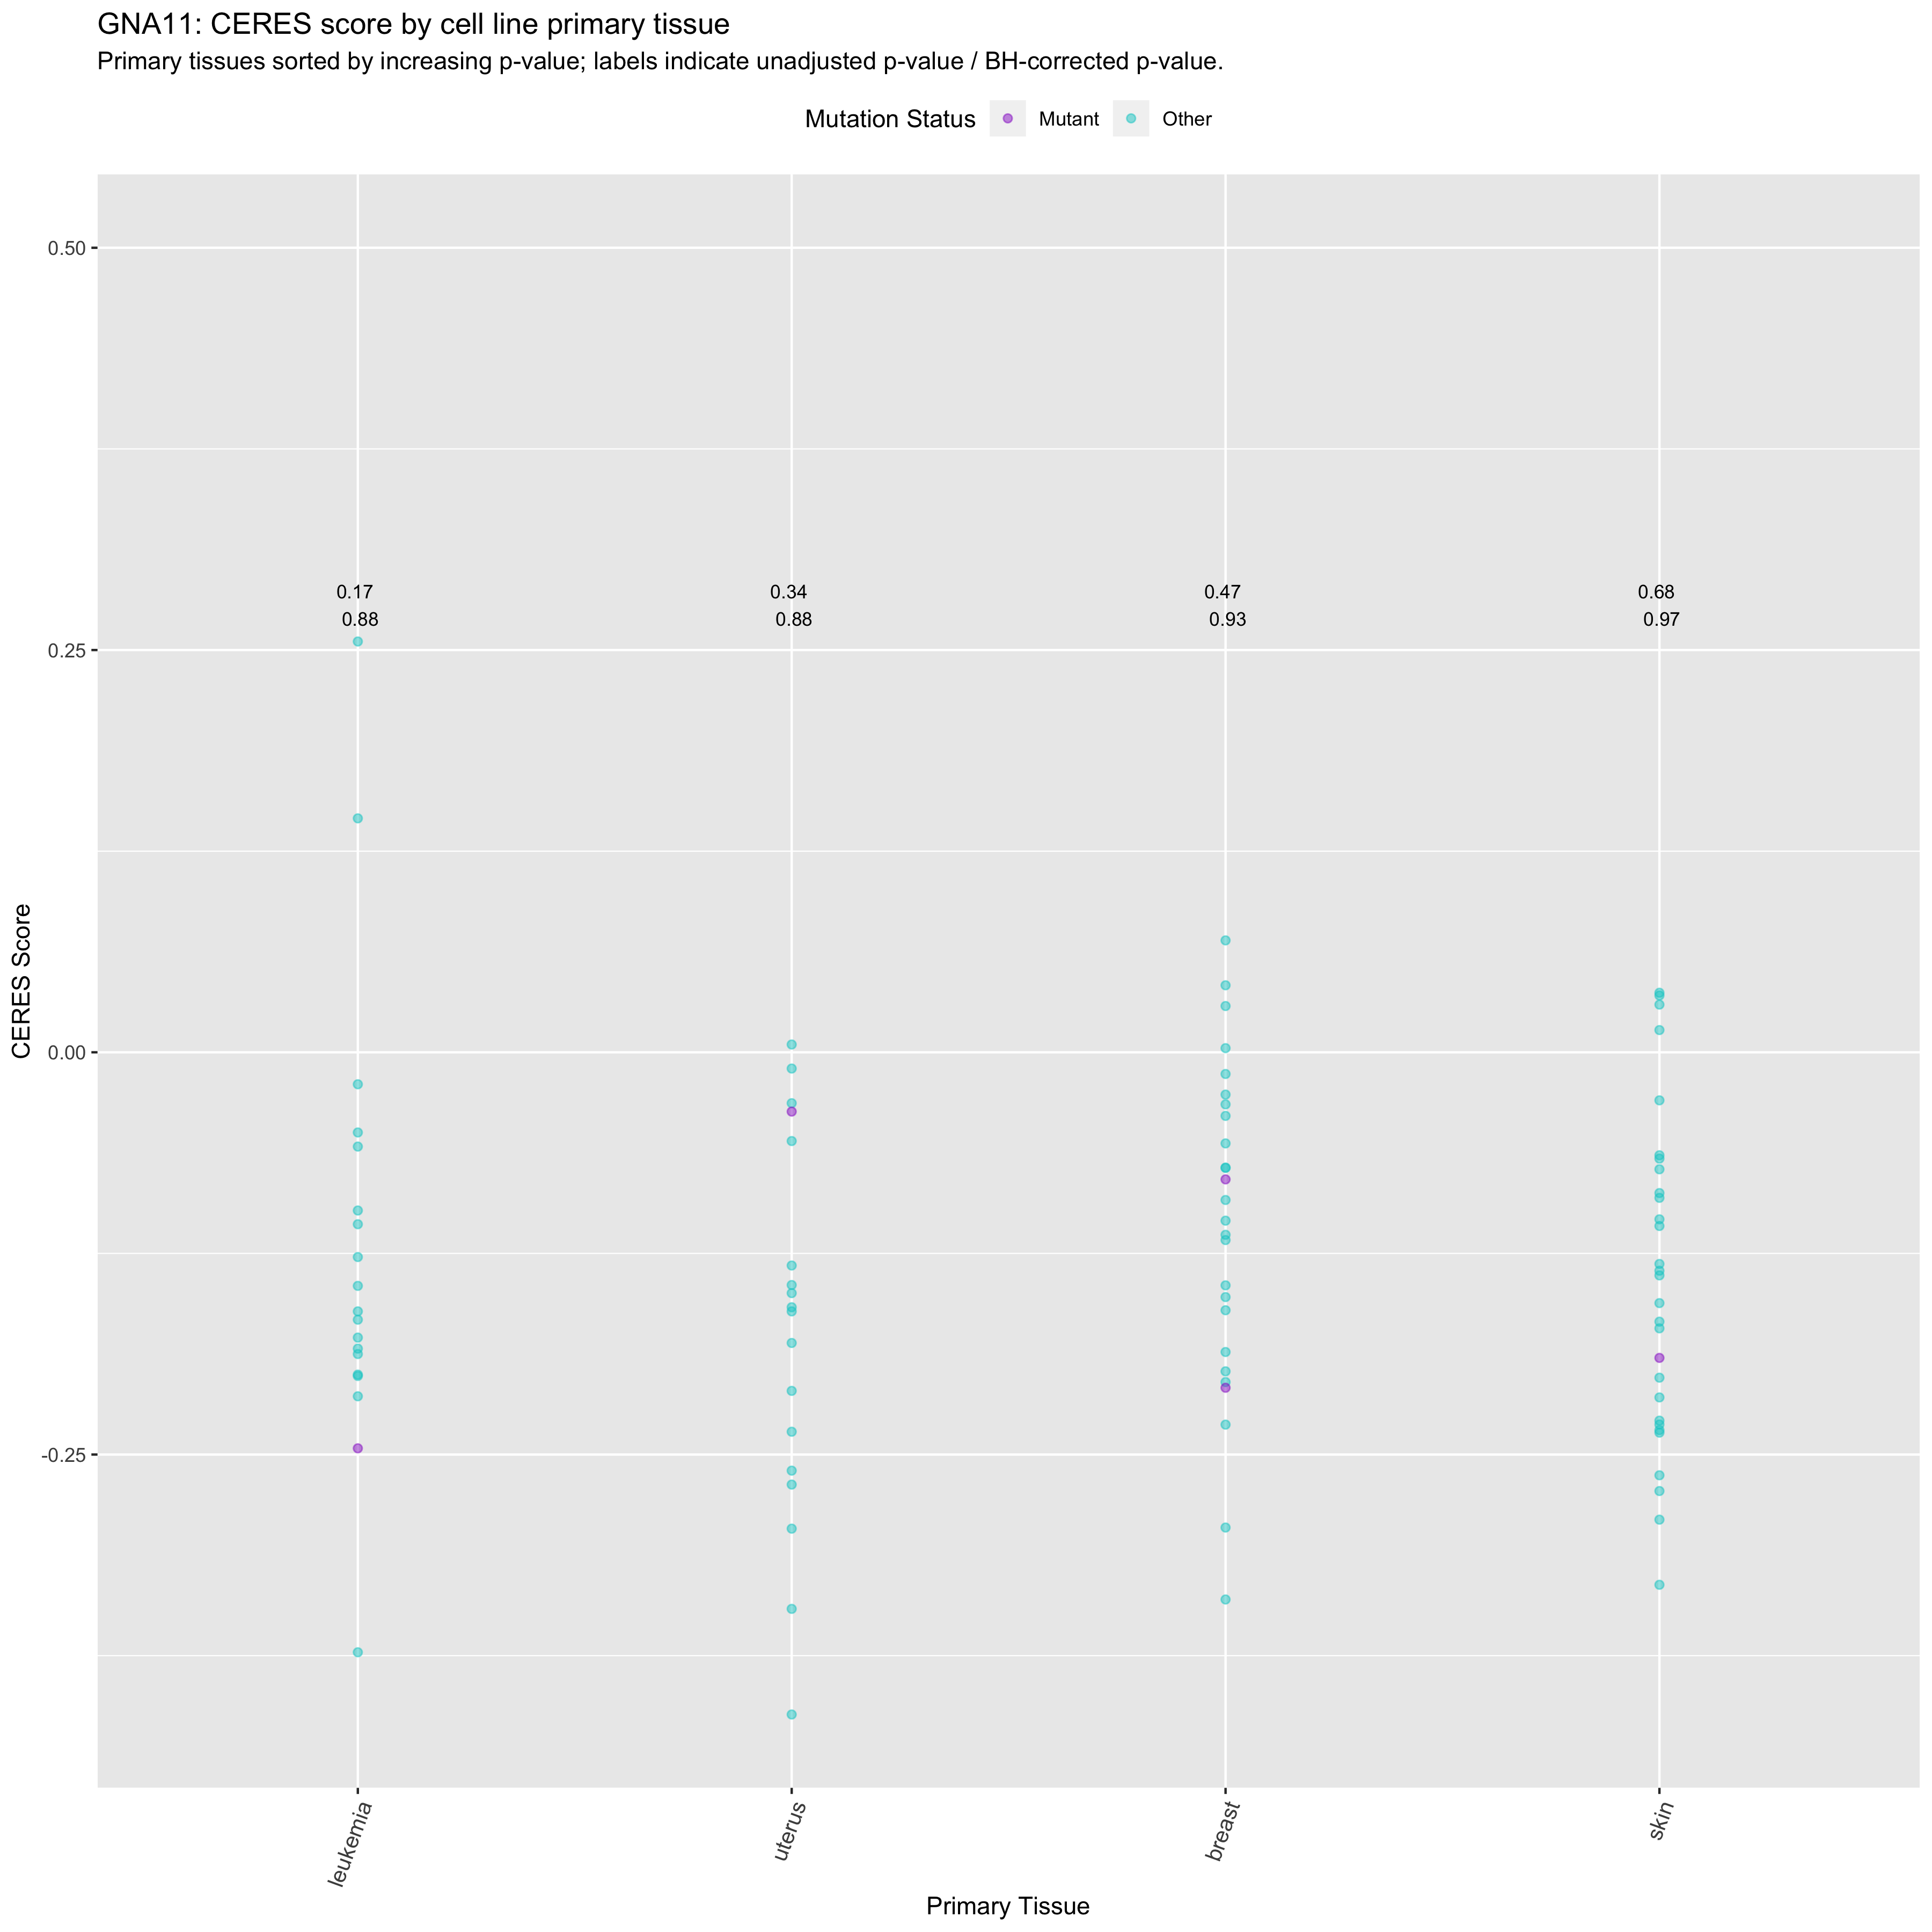 GNA11: CERES score by cell line primary tissue
Primary tissues sorted by increasing p-value; labels indicate unadjusted p-value / BH-corrected p-value.
Mutation Status Mutant Other
0.50
0.17 0.34 0.47 0.68
0.88 0.88 0.93 0.97
0.25
CERES Score
0.00
-0.25
leukemia uterus breast skin
Primary Tissue